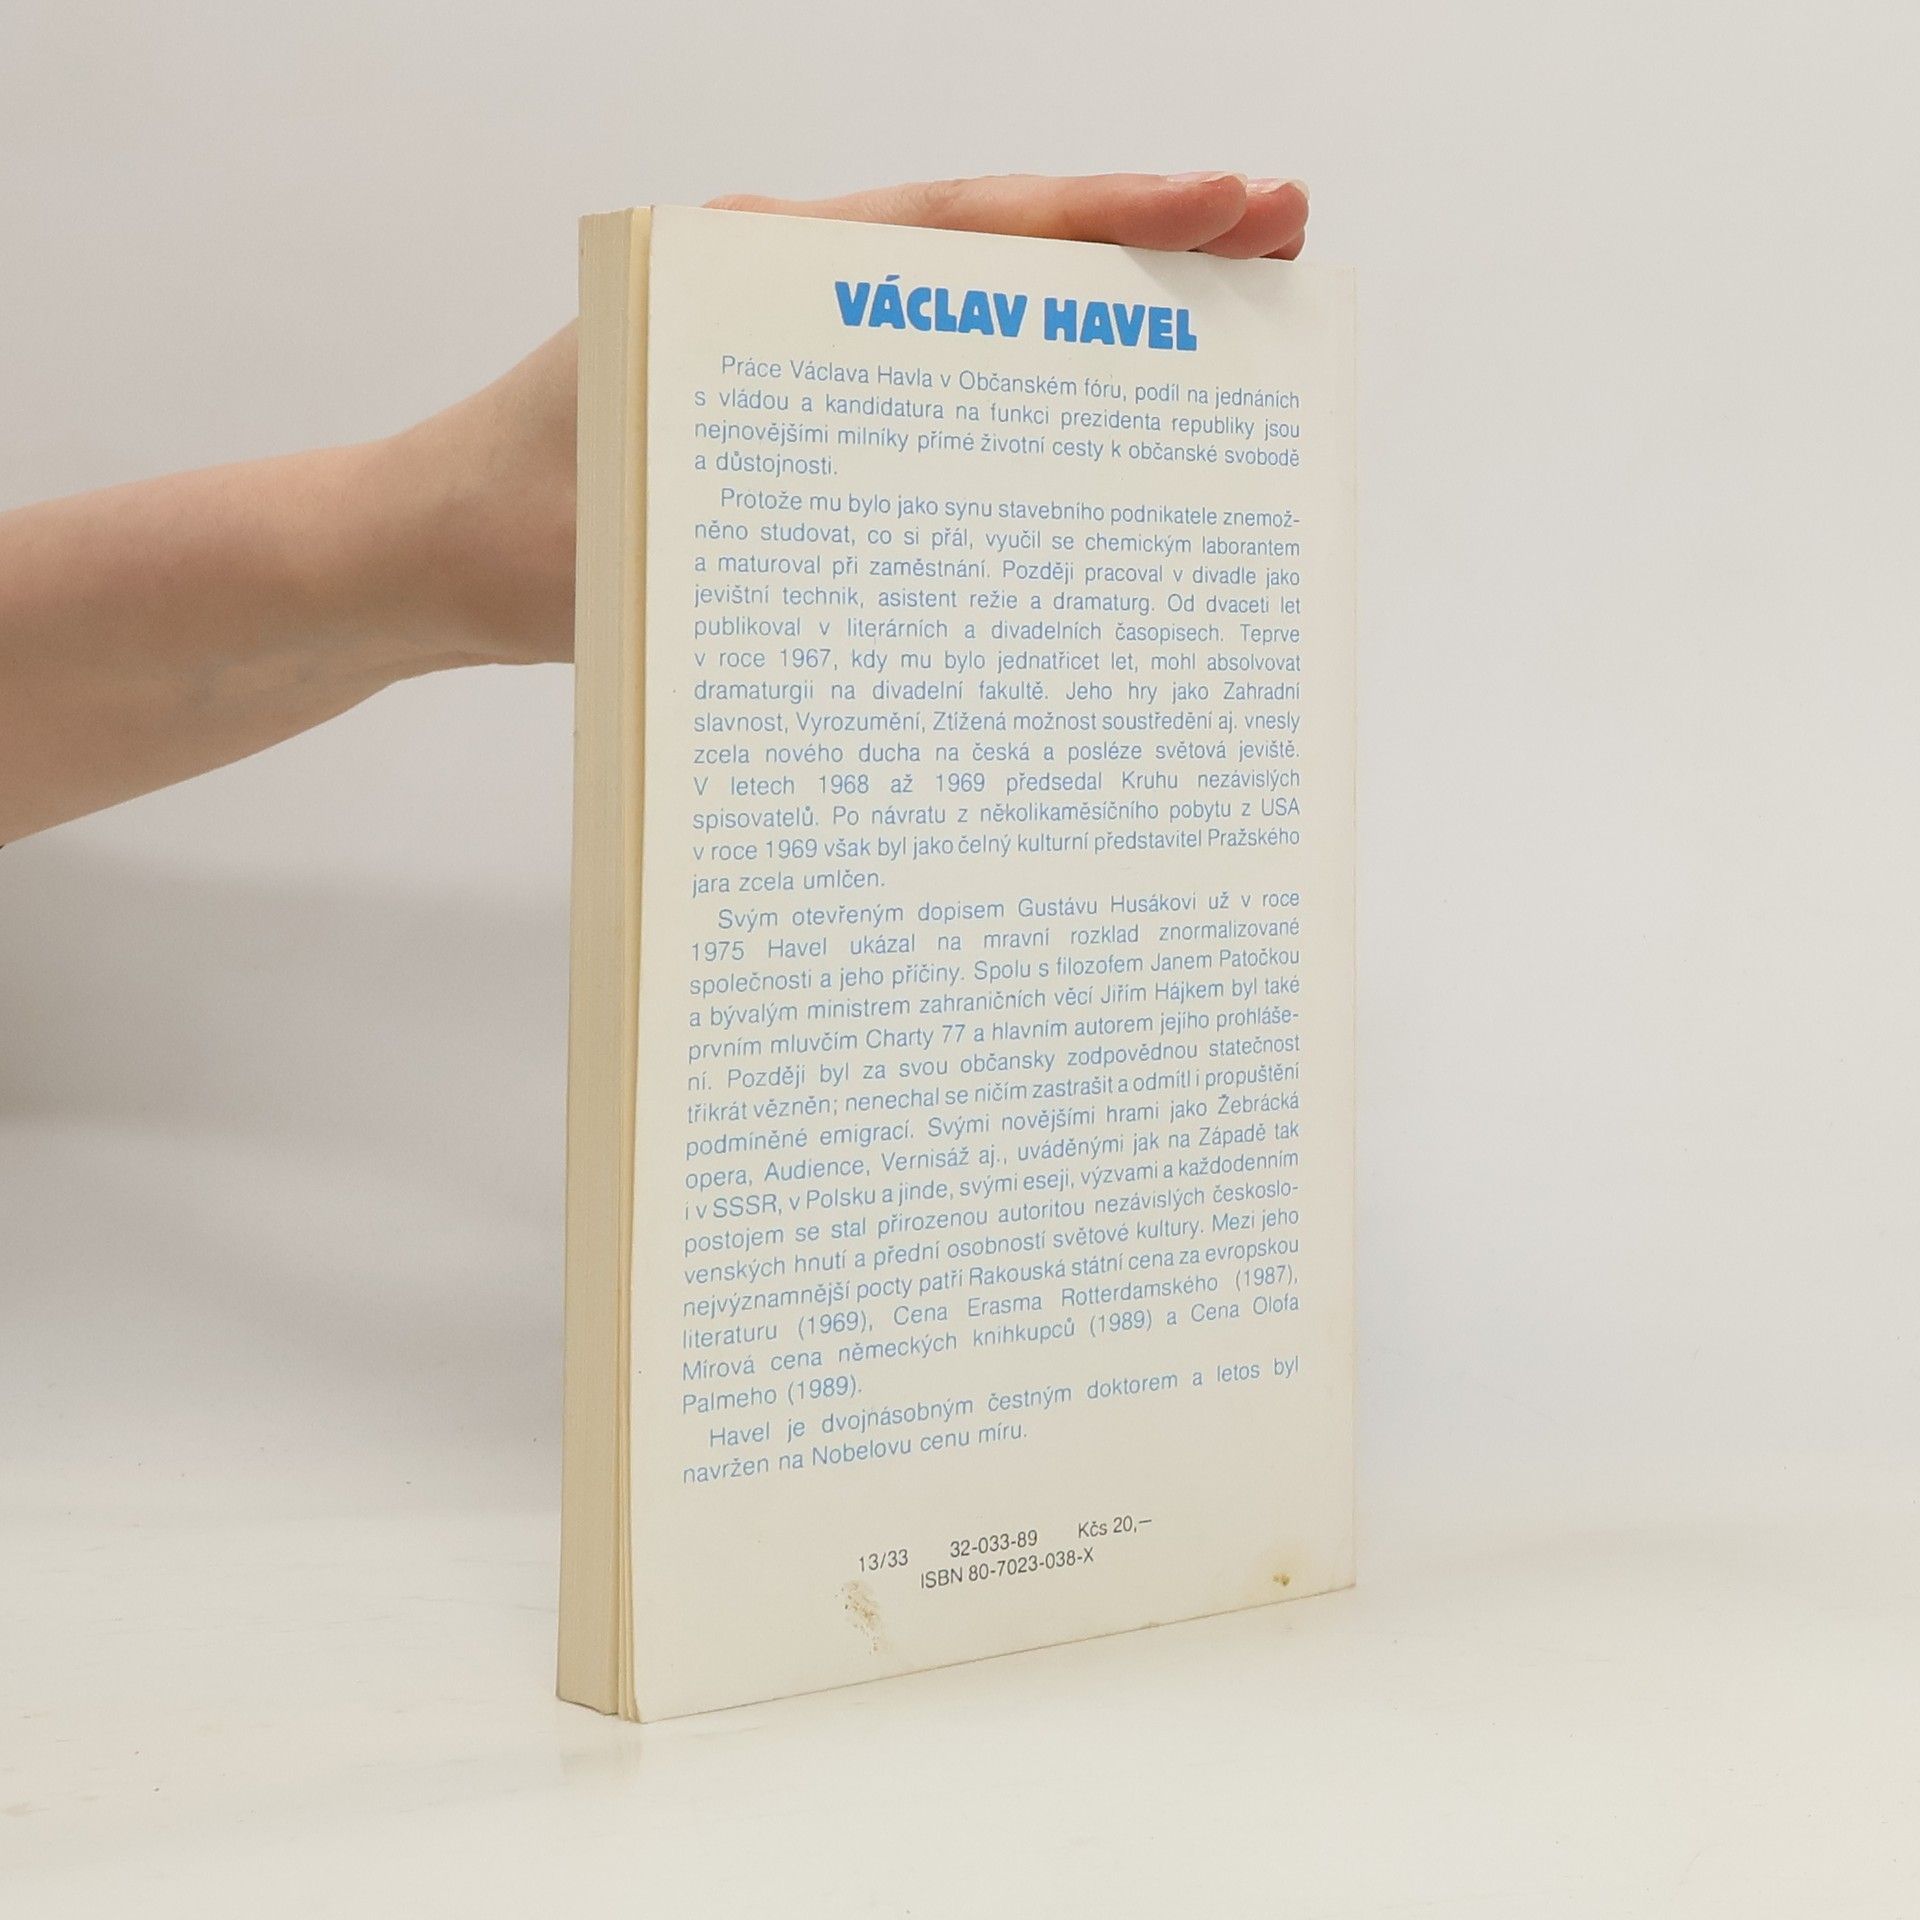 VÁCLAV HAVEL
Práce Václava Havla v Občanském fóru, podíl na jednáních
s vládou a kandidatura na funkci prezidenta republiky jsou
nejnovějšími milníky přímé životní cesty k občanské svobodě
a důstojnosti.
Protože mu bylo jako synu stavebního podnikatele znemož-
něno studovat, co si přál, vyučil se chemickým laborantem
a maturoval při zaměstnání. Později pracoval v divadle jako
jevištní technik, asistent režie a dramaturg. Od dvaceti let
publikoval v literárních a divadelních časopisech. Teprve
v roce 1967, kdy mu bylo jednatřicet let, mohl absolvovat
dramaturgii na divadelní fakultě. Jeho hry jako Zahradní
slavnost, Vyrozumění, Ztížená možnost soustředění aj. vnesly
zcela nového ducha na česká a posléze světová jeviště.
V letech 1968 až 1969 předsedal Kruhu nezávislých
spisovatelů. Po návratu z několikaměsíčního pobytu z USA
v roce 1969 však byl jako čelný kulturní představitel Pražského
jara zcela umlčen.
Svým otevřeným dopisem Gustávu Husákovi už v roce
1975 Havel ukázal na mravní rozklad znormalizované
společnosti a jeho příčiny. Spolu s filozofem Janem Patočkou
a bývalým ministrem zahraničních věcí Jiřím Hájkem byl také
prvním mluvčím Charty 77 a hlavním autorem jejího prohláše-
ní. Později byl za svou občansky zodpovědnou statečnost
třikrát vězněn; nenechal se ničím zastrašit a odmítl i propuštění
podmíněné emigrací. Svými novějšími hrami jako Žebrácká
opera, Audience, Vernisáž aj., uváděnými jak na Západě tak
i v SSSR, v Polsku a jinde, svými eseji, výzvami a každodenním
postojem se stal přirozenou autoritou nezávislých českoslo-
venských hnutí a přední osobností světové kultury. Mezi jeho
nejvýznamnější pocty patří Rakouská státní cena za evropskou
literaturu (1969), Cena Erasma Rotterdamského (1987),
Mírová cena německých knihkupců (1989) a Cena Olofa
Palmeho (1989).
Havel je dvojnásobným čestným doktorem a letos byl
navržen na Nobelovu cenu míru.
13/33 32-033-89 Kčs 20,—
ISBN 80-7023-038-X